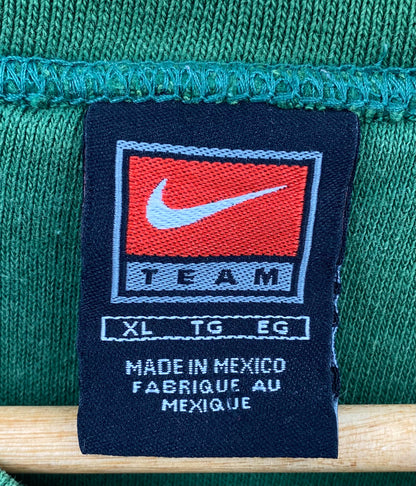 TEAM
XL TG EG
MADE IN MEXICO
FABRIQUE AU
MEXIQUE